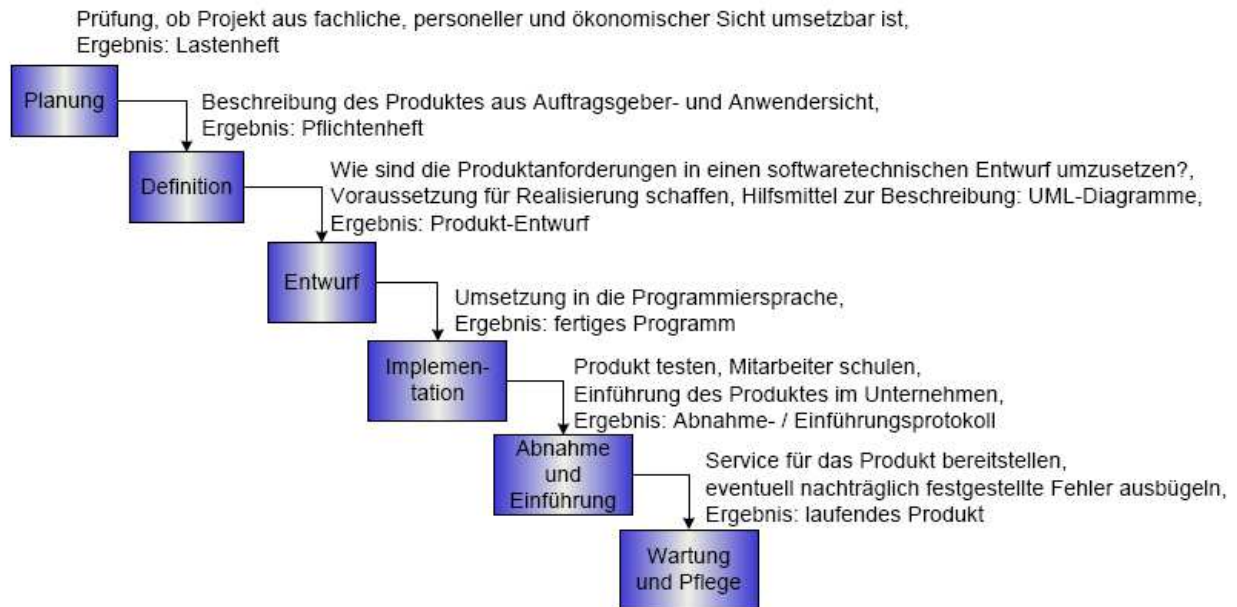 Prüfung, ob Projekt aus fachliche, personeller und ökonomischer Sicht umsetzbar ist,
Ergebnis: Lastenheft
Planung
Beschreibung des Produktes aus Auftragsgeber- und Anwendersicht,
Ergebnis: Pflichtenheft
Definition
Wie sind die Produktanforderungen in einen softwaretechnischen Entwurf umzusetzen?,
Voraussetzung für Realisierung schaffen, Hilfsmittel zur Beschreibung: UML-Diagramme,
Ergebnis: Produkt-Entwurf
Entwurf
Umsetzung in die Programmiersprache,
Ergebnis: fertiges Programm
Implemen-
tation
Produkt testen, Mitarbeiter schulen,
Einführung des Produktes im Unternehmen,
Ergebnis: Abnahme- / Einführungsprotokoll
Abnahme
und
Einführung
Service für das Produkt bereitstellen,
eventuell nachträglich festgestellte Fehler ausbügeln,
Ergebnis: laufendes Produkt
Wartung
und Pflege